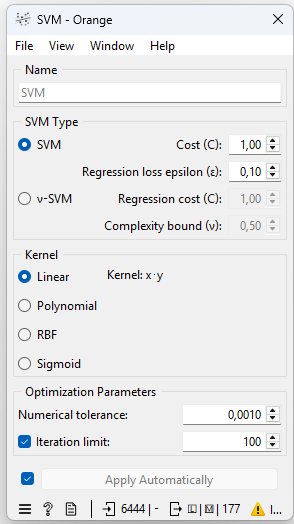 SVM - Orange
File View Window Help
Name
SVM
SVM Type
SVM Cost (C): 1,00
Regression loss epsilon (ε): 0,10
ν-SVM Regression cost (C): 1,00
Complexity bound (ν): 0,50
Kernel
Linear Kernel: x·y
Polynomial
RBF
Sigmoid
Optimization Parameters
Numerical tolerance: 0,0010
Iteration limit: 100
Apply Automatically
? 6444 | - | | 177 I...